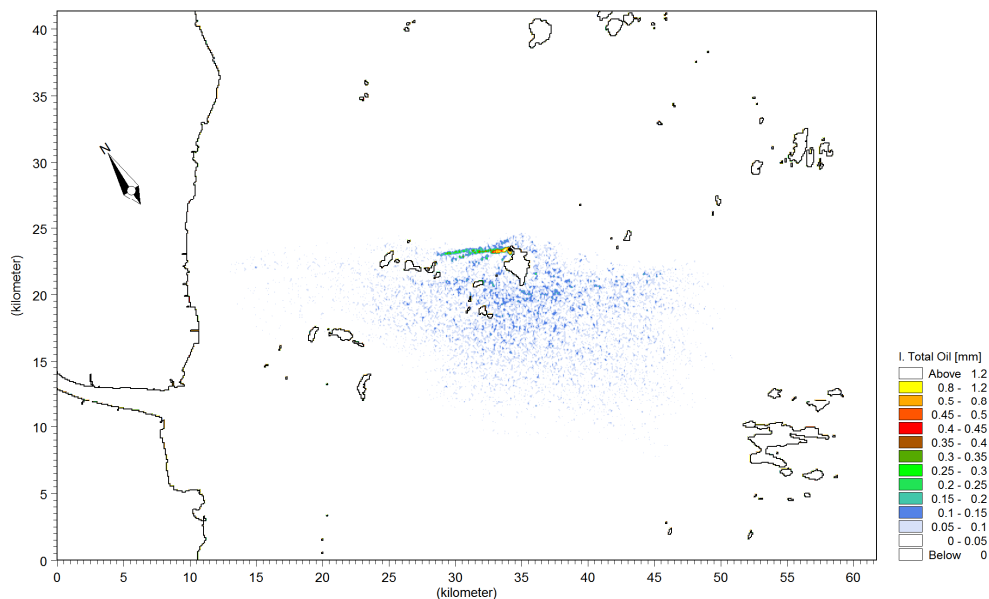 40
35
30
25
20
15
10
5
0
(kilometer)
N
0 5 10 15 20 25 30 35 40 45 50 55 60
(kilometer)
I. Total Oil [mm]
Above 1.2
0.8 - 1.2
0.5 - 0.8
0.45 - 0.5
0.4 - 0.45
0.35 - 0.4
0.3 - 0.35
0.25 - 0.3
0.2 - 0.25
0.15 - 0.2
0.1 - 0.15
0.05 - 0.1
0 - 0.05
Below 0